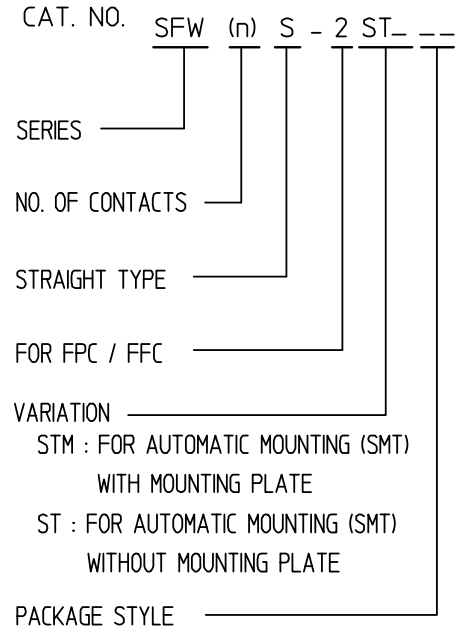 CAT. NO. SFW (n) S - 2 ST_ _ _
SERIES
NO. OF CONTACTS
STRAIGHT TYPE
FOR FPC / FFC
VARIATION
STM : FOR AUTOMATIC MOUNTING (SMT)
WITH MOUNTING PLATE
ST : FOR AUTOMATIC MOUNTING (SMT)
WITHOUT MOUNTING PLATE
PACKAGE STYLE